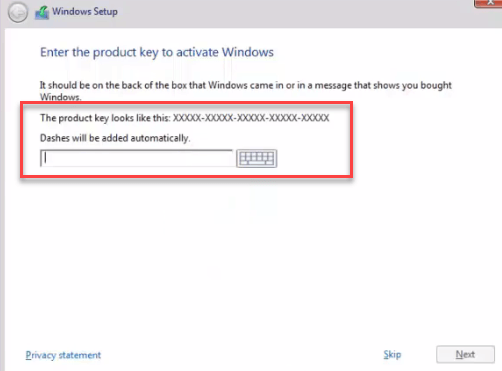 Windows Setup
Enter the product key to activate Windows
It should be on the back of the box that Windows came in or in a message that shows you bought
Windows.
The product key looks like this: XXXXX-XXXXX-XXXXX-XXXXX-XXXXX
Dashes will be added automatically.
Privacy statement
Skip
Next